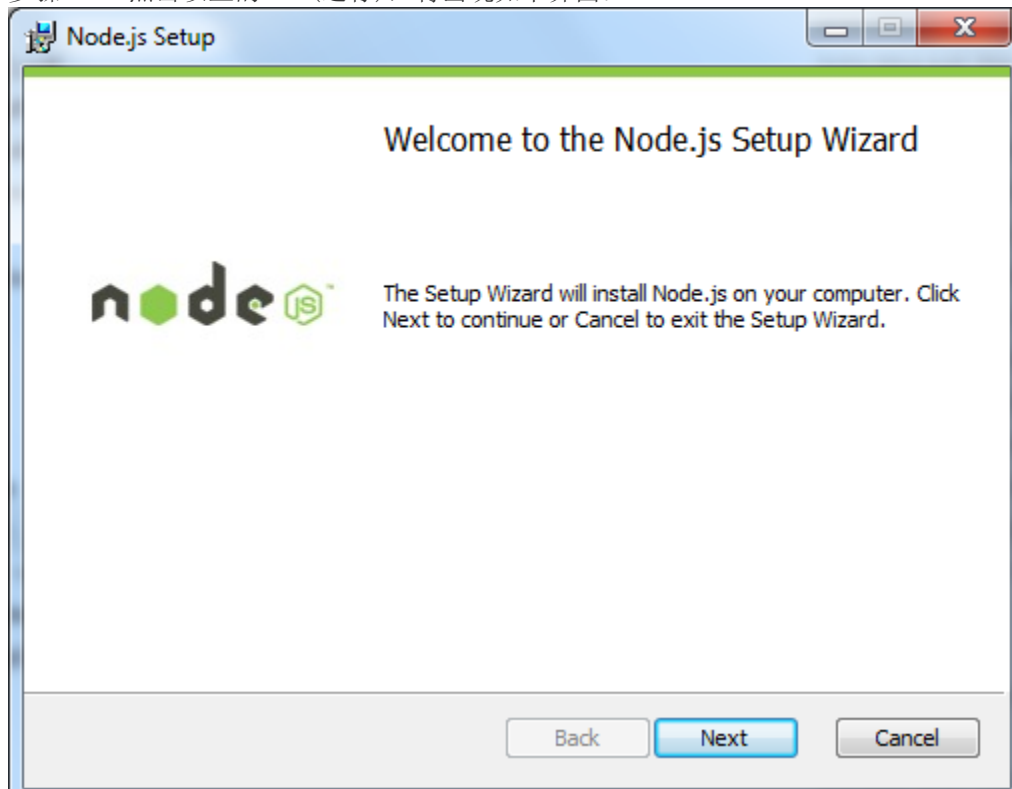 Node.js Setup
Welcome to the Node.js Setup Wizard
node JS™
The Setup Wizard will install Node.js on your computer. Click
Next to continue or Cancel to exit the Setup Wizard.
Back
Next
Cancel